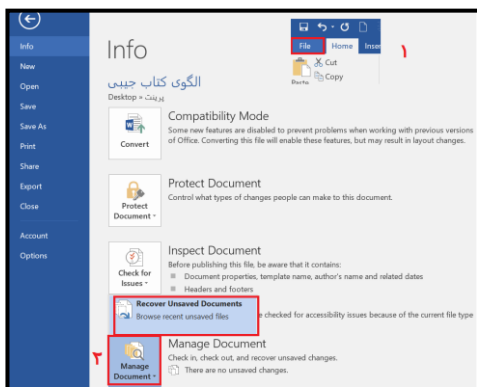 File
Home
Inser
Cut
Copy
Paste
۱
Info
New
Open
Save
Save As
Print
Share
Export
Close
Account
Options
Info
الگوی کتاب جیبی
Desktop » پرینت
Convert
Compatibility Mode
Some new features are disabled to prevent problems when working with previous versions
of Office. Converting this file will enable these features, but may result in layout changes.
Protect
Document
Protect Document
Control what types of changes people can make to this document.
Check for
Issues
Inspect Document
Before publishing this file, be aware that it contains:
Document properties, template name, author's name and related dates
Headers and footers
e checked for accessibility issues because of the current file type
Recover Unsaved Documents
Browse recent unsaved files
۲
Manage
Document
Manage Document
Check in, check out, and recover unsaved changes.
There are no unsaved changes.